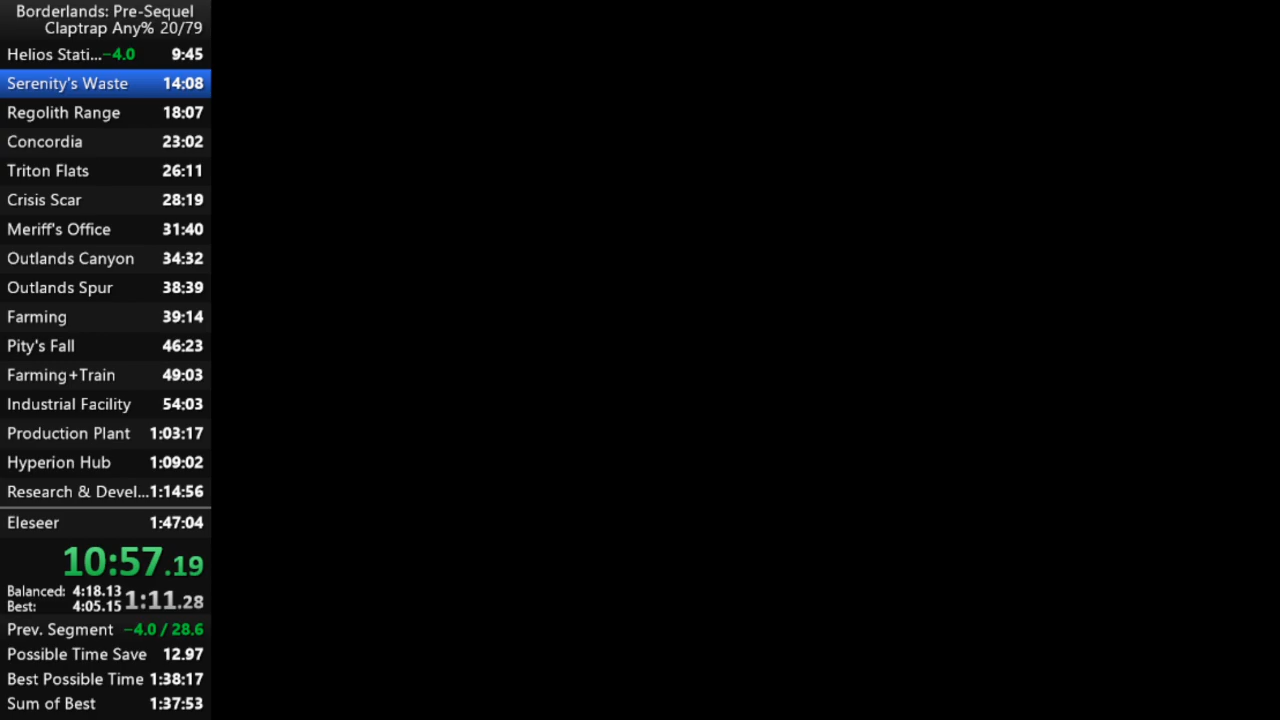 Borderlands: Pre-Sequel
Claptrap Any% 20/79
Helios Stati...−4.0 9:45
Serenity's Waste 14:08
Regolith Range 18:07
Concordia 23:02
Triton Flats 26:11
Crisis Scar 28:19
Meriff's Office 31:40
Outlands Canyon 34:32
Outlands Spur 38:39
Farming 39:14
Pity's Fall 46:23
Farming+Train 49:03
Industrial Facility 54:03
Production Plant 1:03:17
Hyperion Hub 1:09:02
Research & Devel...1:14:56
Eleseer 1:47:04
10:57.19
Balanced: 4:18.13 1:11.28
Best: 4:05.15
Prev. Segment −4.0 / 28.6
Possible Time Save 12.97
Best Possible Time 1:38:17
Sum of Best 1:37:53